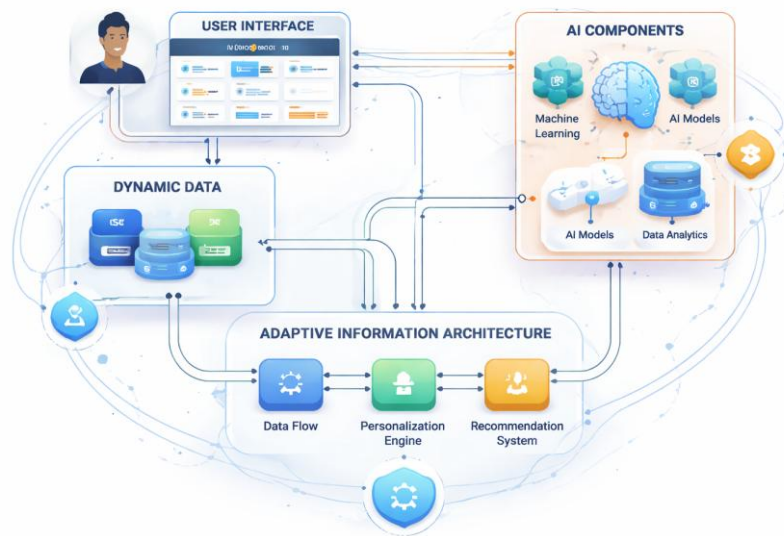 USER INTERFACE
AI COMPONENTS
Machine
Learning
AI Models
AI Models
Data Analytics
DYNAMIC DATA
ADAPTIVE INFORMATION ARCHITECTURE
Data Flow
Personalization
Engine
Recommendation
System